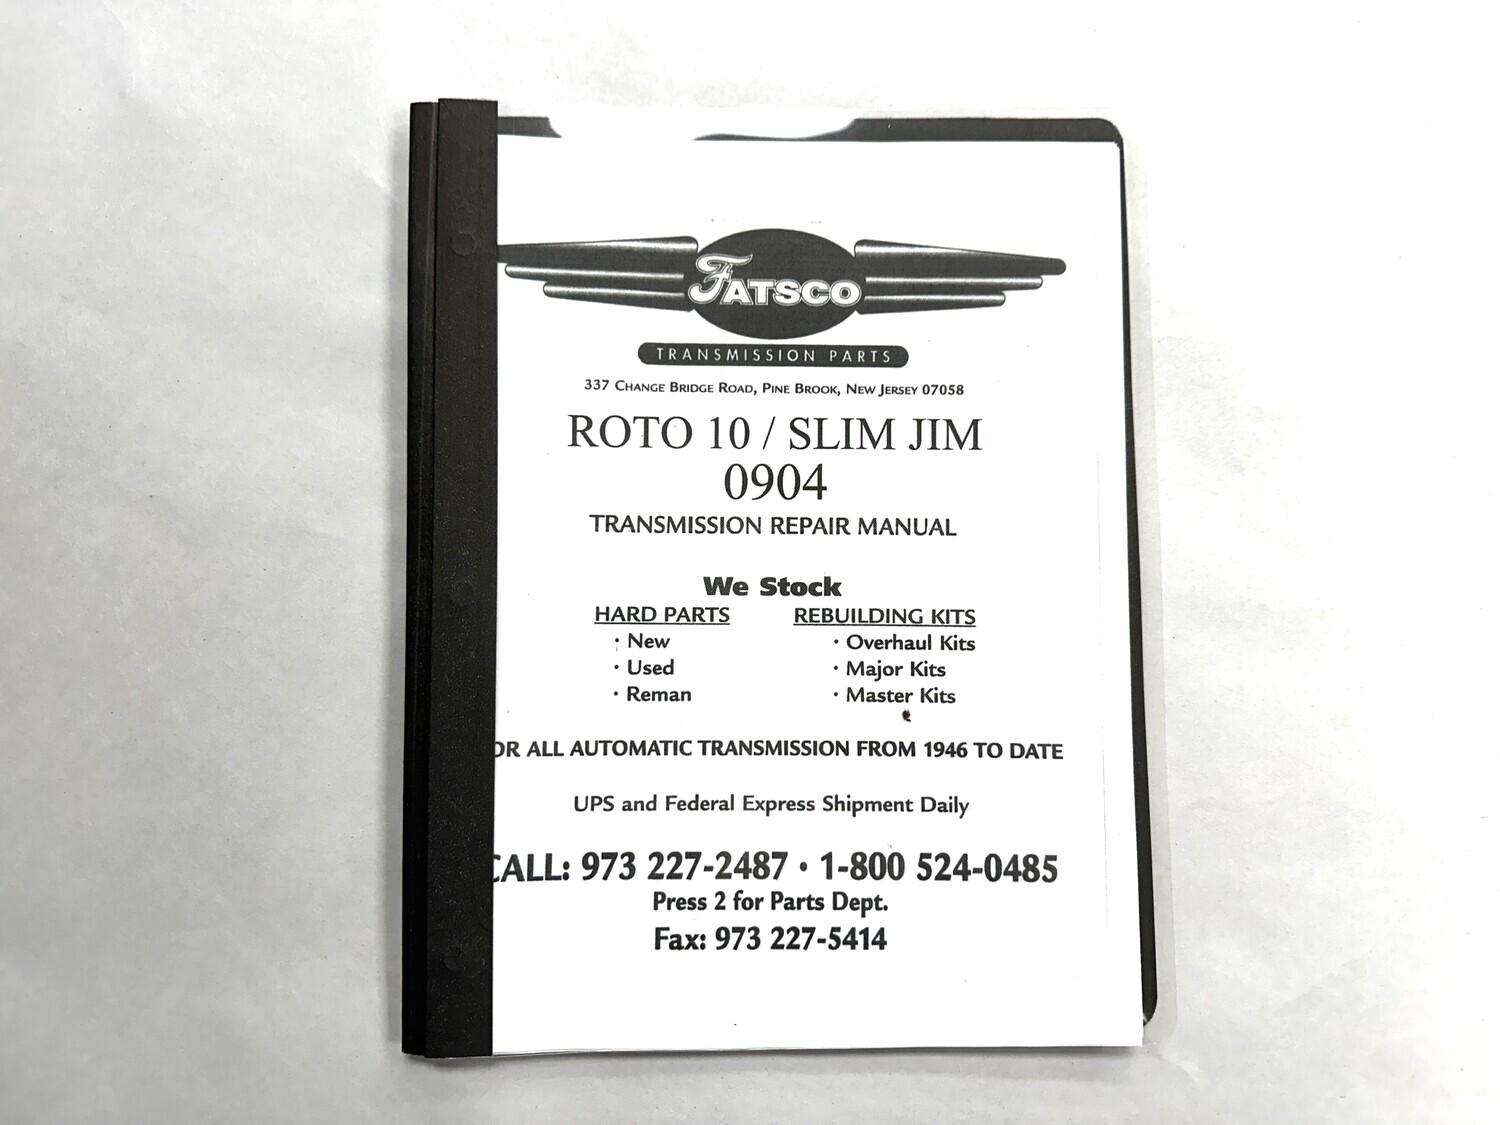 FATSCO
TRANSMISSION PARTS
337 CHANGE BRIDGE ROAD, PINE BROOK, NEW JERSEY 07058
ROTO 10 / SLIM JIM
0904
TRANSMISSION REPAIR MANUAL
We Stock
HARD PARTS REBUILDING KITS
· New · Overhaul Kits
· Used · Major Kits
· Reman · Master Kits
OR ALL AUTOMATIC TRANSMISSION FROM 1946 TO DATE
UPS and Federal Express Shipment Daily
CALL: 973 227-2487 • 1-800 524-0485
Press 2 for Parts Dept.
Fax: 973 227-5414